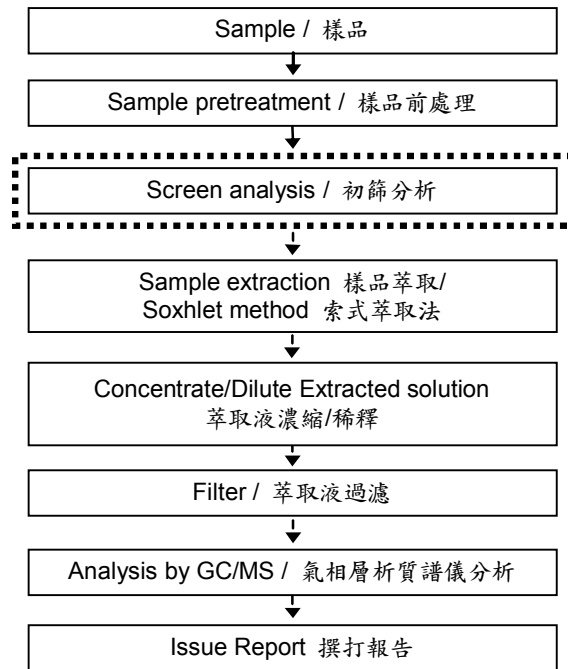 Sample / 樣品
Sample pretreatment / 樣品前處理
Screen analysis / 初篩分析
Sample extraction 樣品萃取/
Soxhlet method 索式萃取法
Concentrate/Dilute Extracted solution
萃取液濃縮/稀釋
Filter / 萃取液過濾
Analysis by GC/MS / 氣相層析質譜儀分析
Issue Report 撰打報告